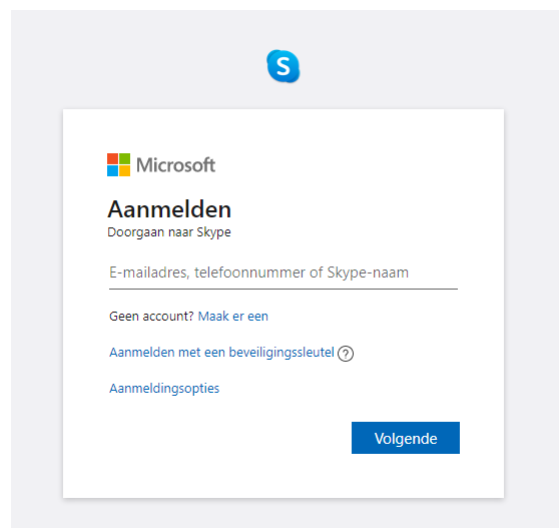 S
Microsoft
Aanmelden
Doorgaan naar Skype
E-mailadres, telefoonnummer of Skype-naam
Geen account? Maak er een
Aanmelden met een beveiligingssleutel ?
Aanmeldingsopties
Volgende